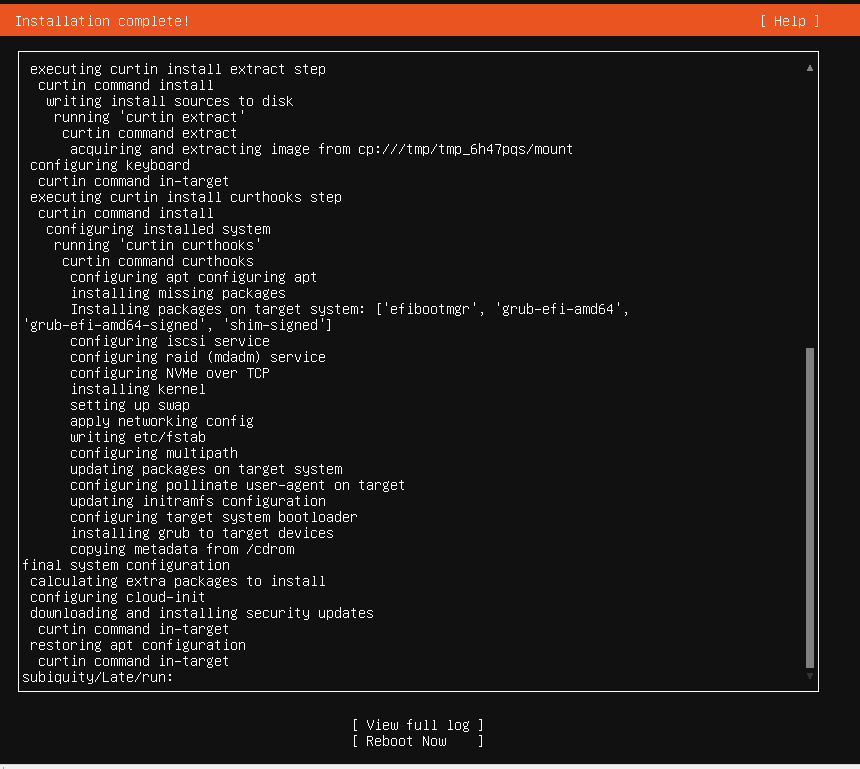 Installation complete! [ Help ]
executing curtin install extract step
curtin command install
writing install sources to disk
running 'curtin extract'
curtin command extract
acquiring and extracting image from cp:///tmp/tmp_6h47pqs/mount
configuring keyboard
curtin command in-target
executing curtin install curthooks step
curtin command install
configuring installed system
running 'curtin curthooks'
curtin command curthooks
configuring apt configuring apt
installing missing packages
Installing packages on target system: ['efibootmgr', 'grub-efi-amd64',
'grub-efi-amd64-signed', 'shim-signed']
configuring iscsi service
configuring raid (mdadm) service
configuring NVMe over TCP
installing kernel
setting up swap
apply networking config
writing etc/fstab
configuring multipath
updating packages on target system
configuring pollinate user-agent on target
updating initramfs configuration
configuring target system bootloader
installing grub to target devices
copying metadata from /cdrom
final system configuration
calculating extra packages to install
configuring cloud-init
downloading and installing security updates
curtin command in-target
restoring apt configuration
curtin command in-target
subiquity/Late/run:
[ View full log ]
[ Reboot Now ]